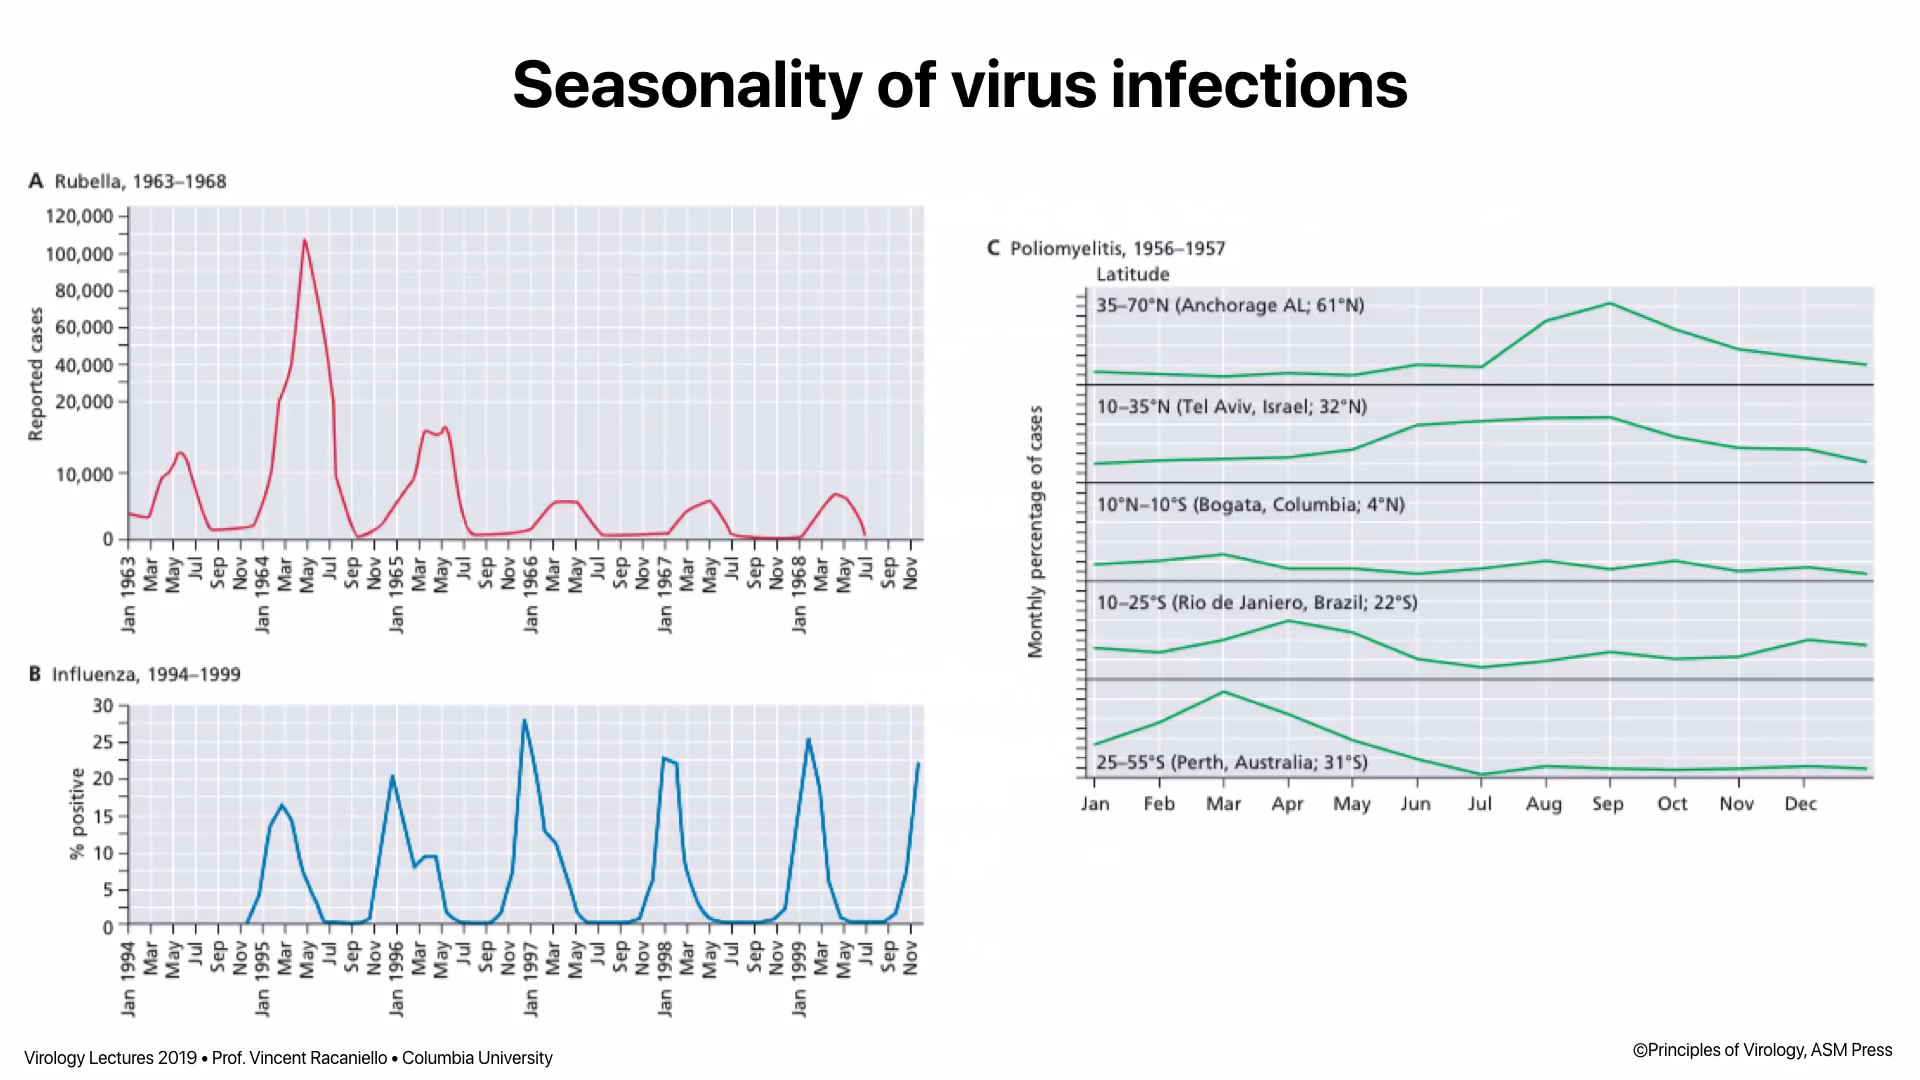 Seasonality of virus infections
A Rubella, 1963–1968
120,000
100,000
80,000
60,000
40,000
20,000
10,000
0
Reported cases
Jan 1963 Mar May Jul Sep Nov Jan 1964 Mar May Jul Sep Nov Jan 1965 Mar May Jul Sep Nov Jan 1966 Mar May Jul Sep Nov Jan 1967 Mar May Jul Sep Nov Jan 1968 Mar May Jul Sep Nov
B Influenza, 1994–1999
30
25
20
15
10
5
0
% positive
Jan 1994 Mar May Jul Sep Nov Jan 1995 Mar May Jul Sep Nov Jan 1996 Mar May Jul Sep Nov Jan 1997 Mar May Jul Sep Nov Jan 1998 Mar May Jul Sep Nov Jan 1999 Mar May Jul Sep Nov
C Poliomyelitis, 1956–1957
Latitude
35–70°N (Anchorage AL; 61°N)
10–35°N (Tel Aviv, Israel; 32°N)
10°N–10°S (Bogata, Columbia; 4°N)
10–25°S (Rio de Janiero, Brazil; 22°S)
25–55°S (Perth, Australia; 31°S)
Monthly percentage of cases
Jan Feb Mar Apr May Jun Jul Aug Sep Oct Nov Dec
Virology Lectures 2019 • Prof. Vincent Racaniello • Columbia University
©Principles of Virology, ASM Press